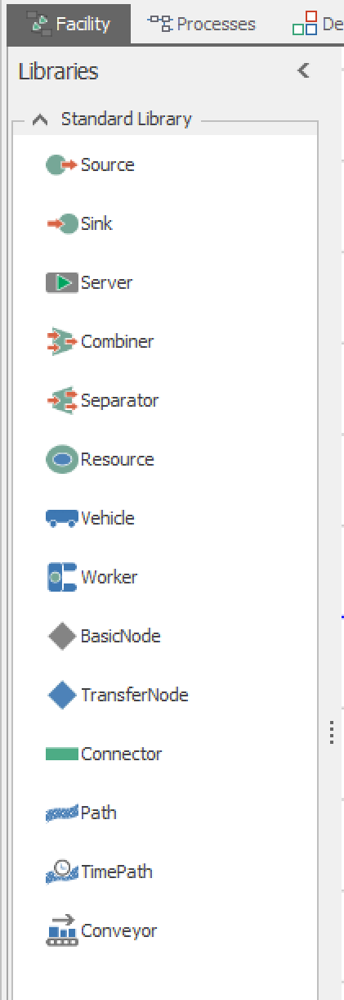 Facility Processes De
Libraries
Standard Library
Source
Sink
Server
Combiner
Separator
Resource
Vehicle
Worker
BasicNode
TransferNode
Connector
Path
TimePath
Conveyor